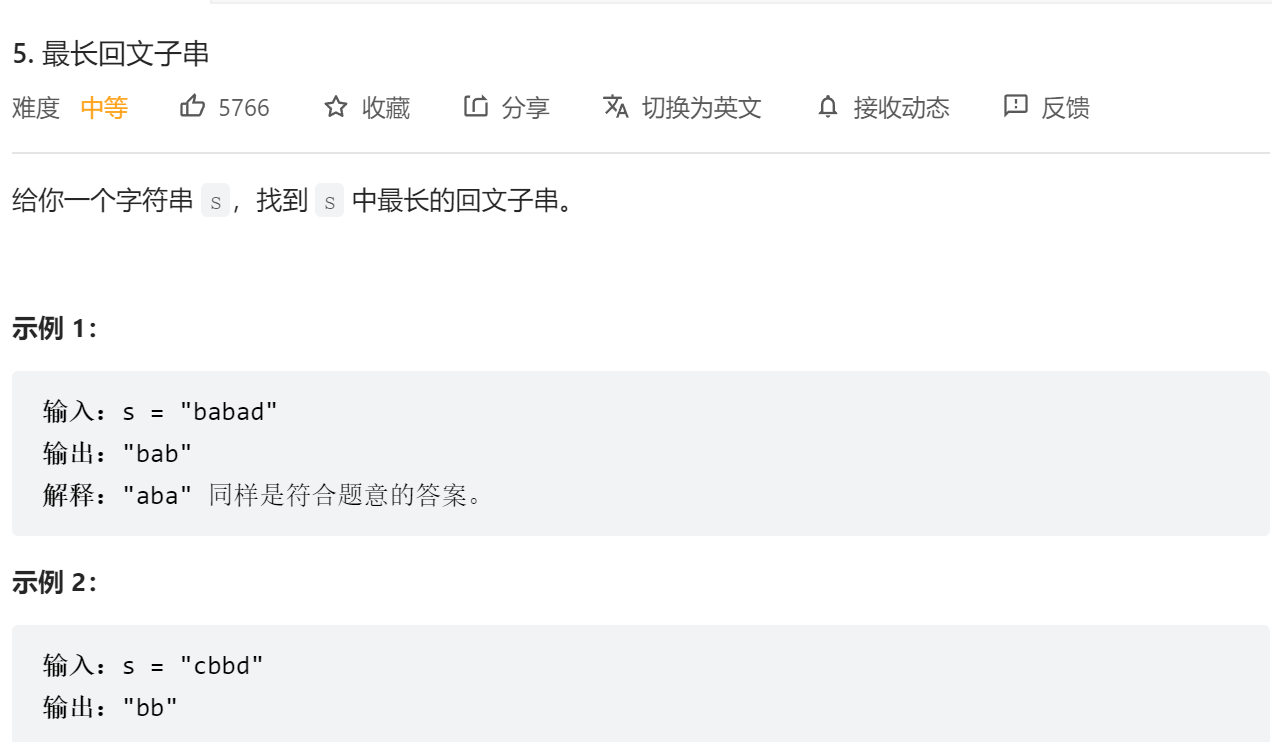 5. 最长回文子串
难度 中等 5766 收藏 分享 切换为英文 接收动态 反馈
给你一个字符串 s，找到 s 中最长的回文子串。
示例 1：
输入：s = "babad"
输出："bab"
解释："aba" 同样是符合题意的答案。
示例 2：
输入：s = "cbbd"
输出："bb"